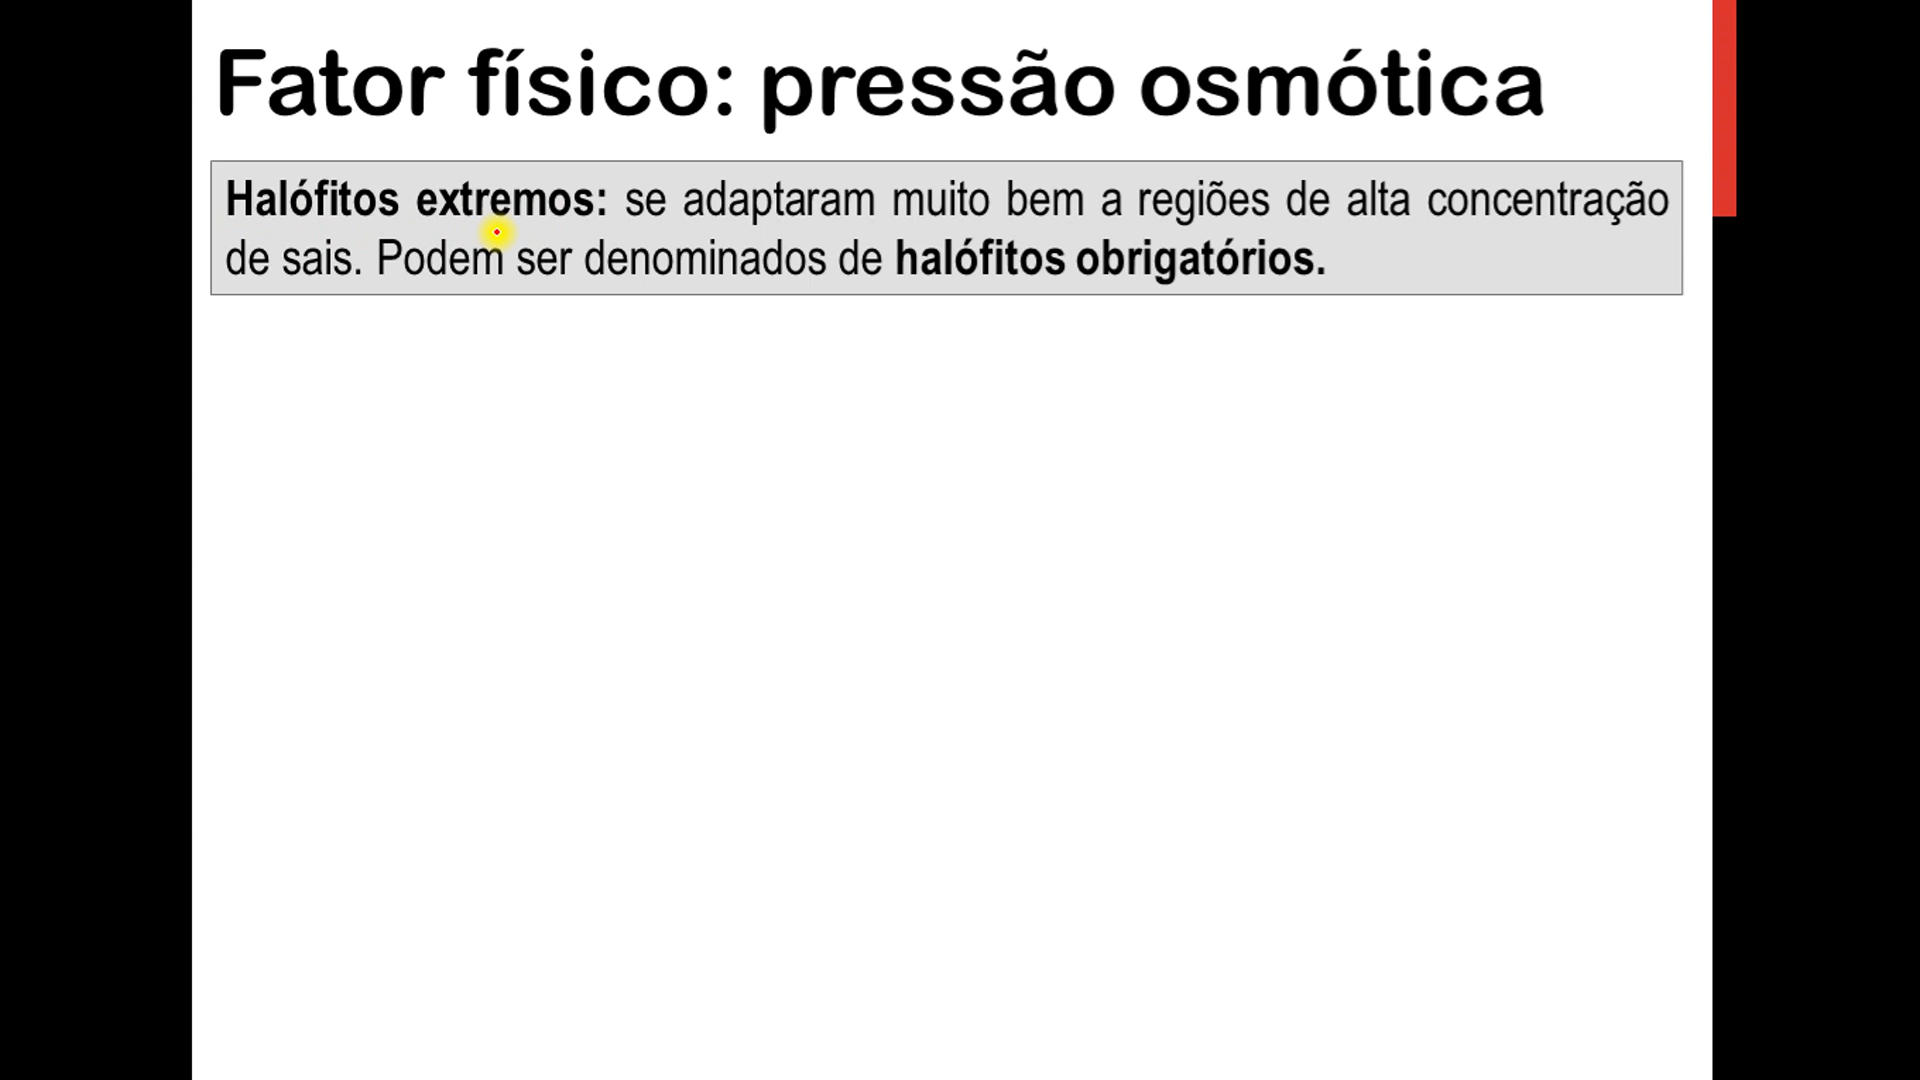 Fator físico: pressão osmótica
Halófitos extremos: se adaptaram muito bem a regiões de alta concentração
de sais. Podem ser denominados de halófitos obrigatórios.